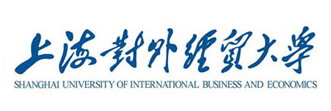 上海對外經貿大學
SHANGHAI UNIVERSITY OF INTERNATIONAL BUSINESS AND ECONOMICS